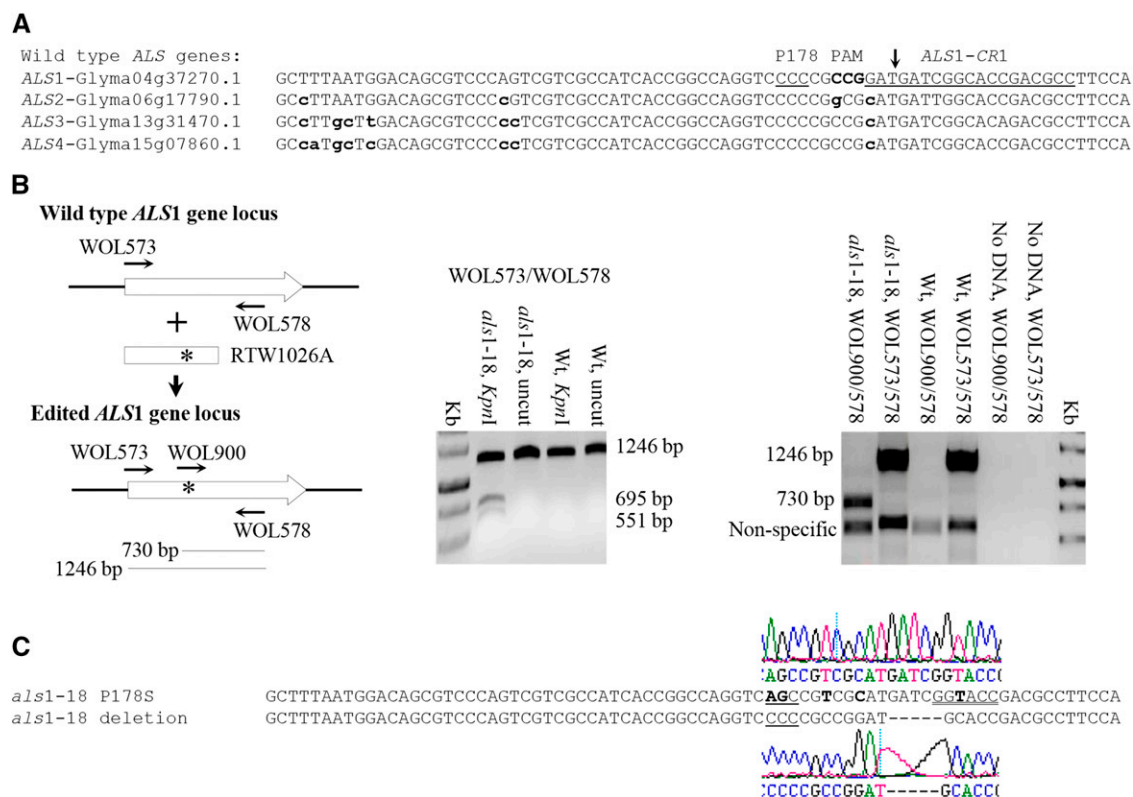 A
Wild type ALS genes: P178 PAM ALS1-CR1
ALS1-Glyma04g37270.1 GCTTTAATGGACAGCGTCCCAGTCGTCGCCATCACCGGCCAGGTCCCCCGCCGGATGATCGGCACCGACGCCTTCCA
ALS2-Glyma06g17790.1 GCcTTAATGGACAGCGTCCCcGTCGTCGCCATCACCGGCCAGGTCCCCCGgCGcATGATTGGCACCGACGCCTTCCA
ALS3-Glyma13g31470.1 GCcTTgcTtGACAGCGTCCCccTCGTCGCCATCACCGGCCAGGTCCCCCGCCGcATGATCGGCACAGACGCCTTCCA
ALS4-Glyma15g07860.1 GCcaTgcTcGACAGCGTCCCccTCGTCGCCATCACCGGCCAGGTCCCCCGCCGcATGATCGGCACCGACGCCTTCCA
B
Wild type ALS1 gene locus
WOL573
WOL578
+
* RTW1026A
Edited ALS1 gene locus
WOL573 WOL900
*
WOL578
730 bp
1246 bp
WOL573/WOL578
Kb
als1-18, KpnI
als1-18, uncut
Wt, KpnI
Wt, uncut
1246 bp
695 bp
551 bp
als1-18, WOL900/578
als1-18, WOL573/578
Wt, WOL900/578
Wt, WOL573/578
No DNA, WOL900/578
No DNA, WOL573/578
Kb
1246 bp
730 bp
Non-specific
C
AGCCGTCGCATGATCGGTACC
als1-18 P178S GCTTTAATGGACAGCGTCCCAGTCGTCGCCATCACCGGCCAGGTCAGCCGTCGCATGATCGGTACCGACGCCTTCCA
als1-18 deletion GCTTTAATGGACAGCGTCCCAGTCGTCGCCATCACCGGCCAGGTCCCCCGCCGGAT-----GCACCGACGCCTTCCA
CCCCCGCCGGAT-----GCACC